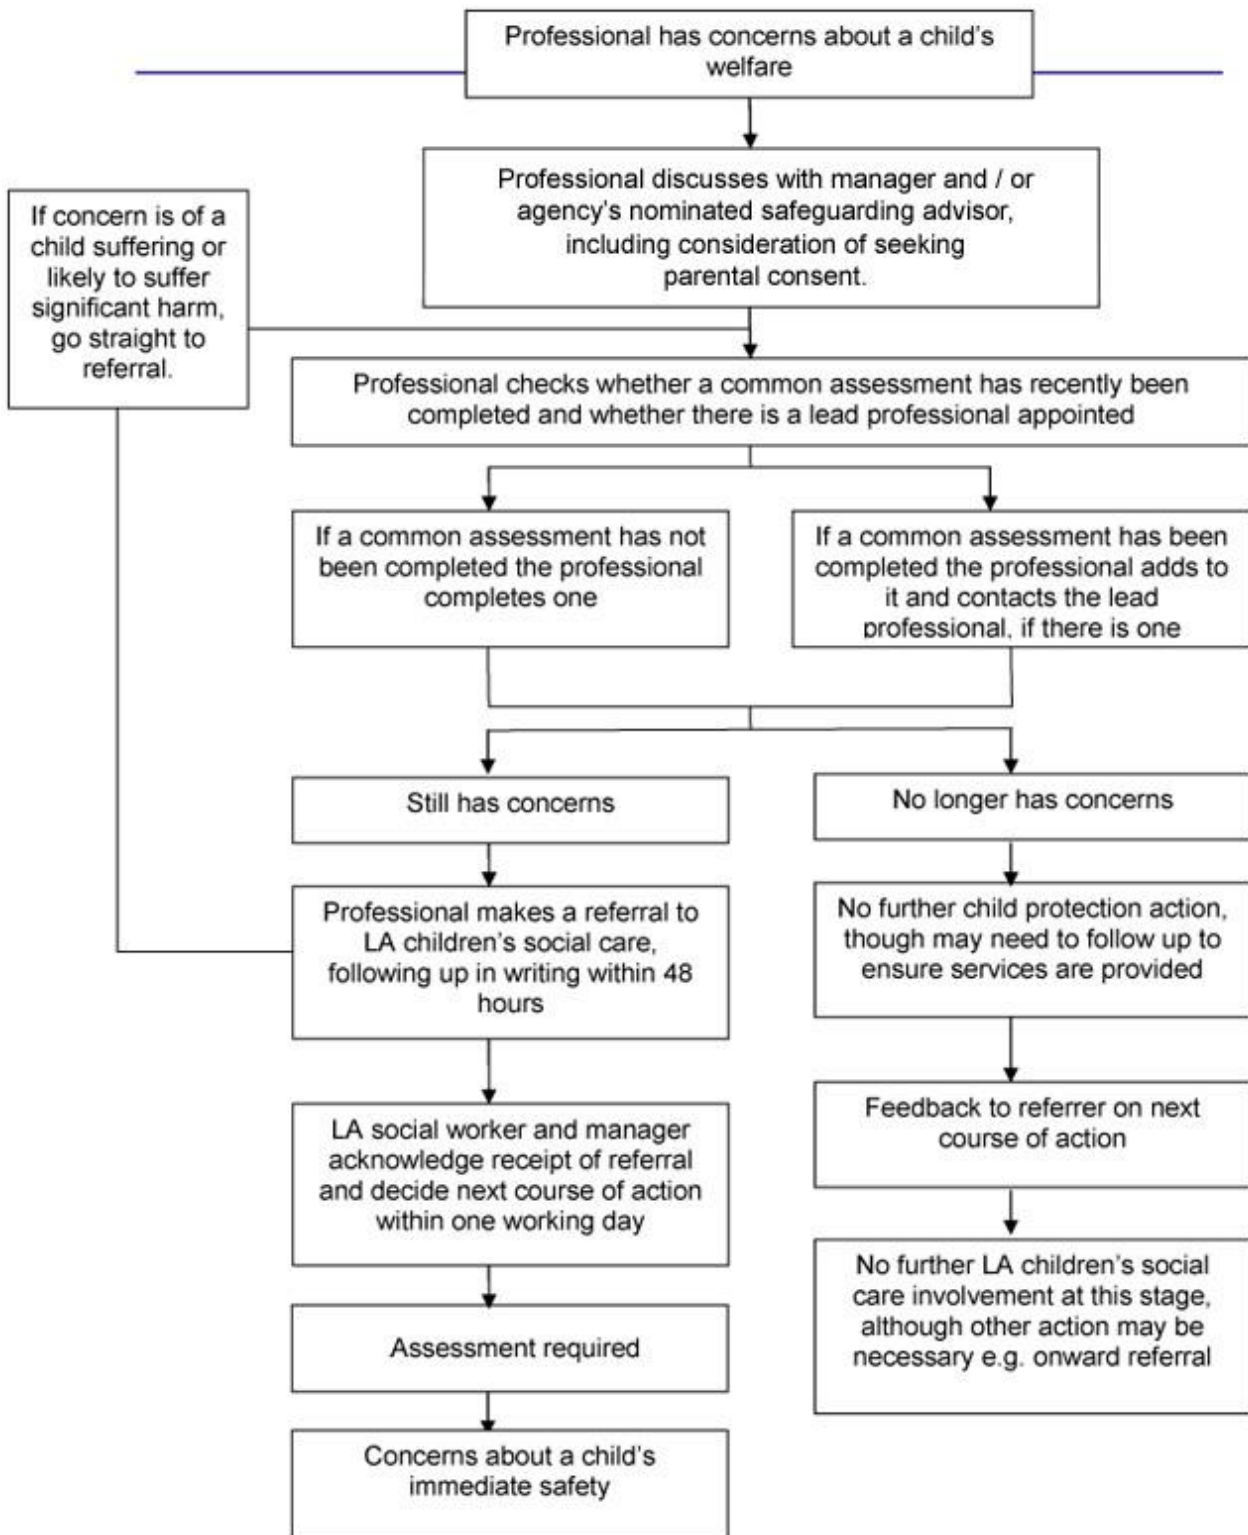 Professional has concerns about a child's
welfare
Professional discusses with manager and / or
agency's nominated safeguarding advisor,
including consideration of seeking
parental consent.
If concern is of a
child suffering or
likely to suffer
significant harm,
go straight to
referral.
Professional checks whether a common assessment has recently been
completed and whether there is a lead professional appointed
If a common assessment has not
been completed the professional
completes one
If a common assessment has been
completed the professional adds to
it and contacts the lead
professional, if there is one
Still has concerns
No longer has concerns
Professional makes a referral to
LA children's social care,
following up in writing within 48
hours
No further child protection action,
though may need to follow up to
ensure services are provided
LA social worker and manager
acknowledge receipt of referral
and decide next course of action
within one working day
Feedback to referrer on next
course of action
Assessment required
No further LA children's social
care involvement at this stage,
although other action may be
necessary e.g. onward referral
Concerns about a child's
immediate safety